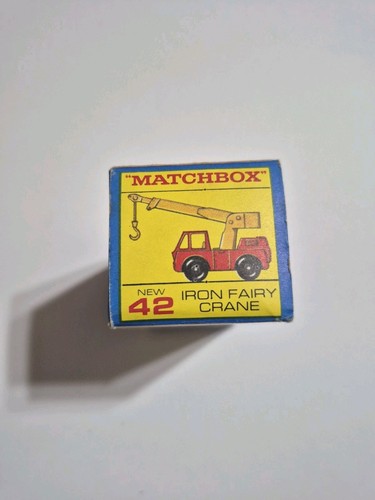 "MATCHBOX"
NEW
42 IRON FAIRY
CRANE